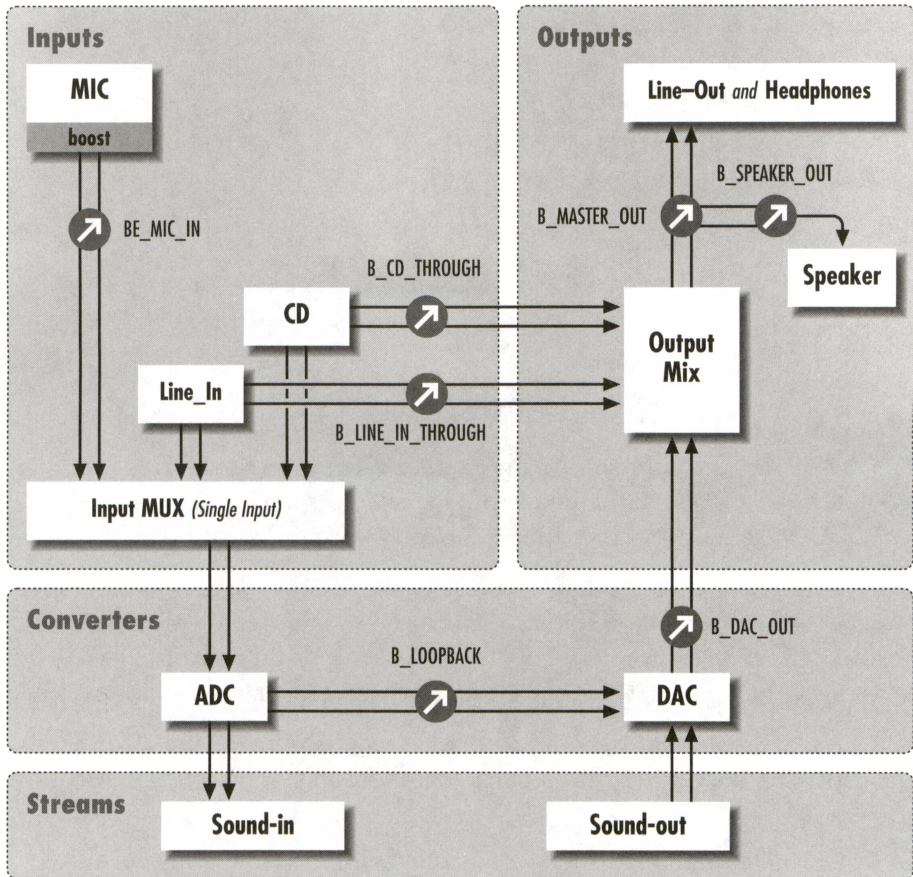 Inputs
MIC
boost
BE_MIC_IN
CD
B_CD_THROUGH
Line_In
B_LINE_IN_THROUGH
Input MUX (Single Input)
Outputs
Line–Out and Headphones
B_SPEAKER_OUT
B_MASTER_OUT
Speaker
Output
Mix
Converters
B_LOOPBACK
B_DAC_OUT
ADC
DAC
Streams
Sound-in
Sound-out